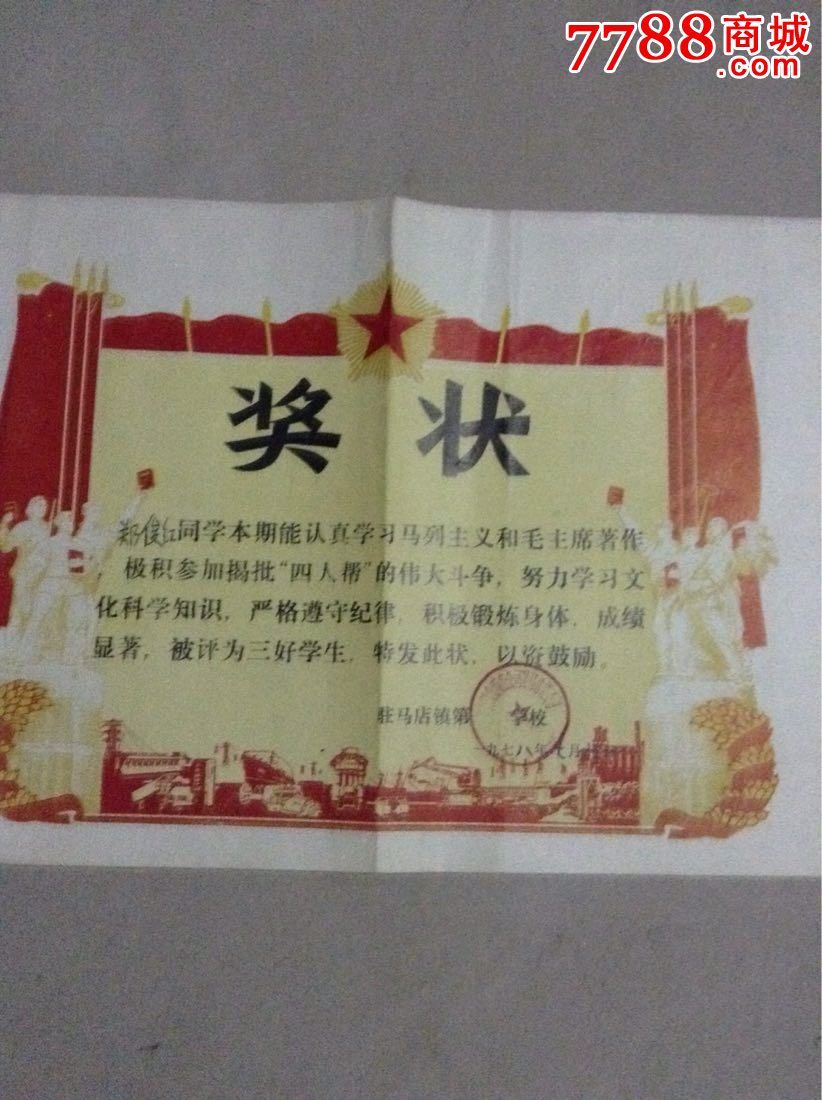 7788商城
.com
奖状
郑俊红同学本期能认真学习马列主义和毛主席著作
，极积参加揭批“四人帮”的伟大斗争，努力学习文
化科学知识，严格遵守纪律，积极锻炼身体，成绩
显著，被评为三好学生，特发此状，以资鼓励。
驻马店镇第 学校
一九七八年七月